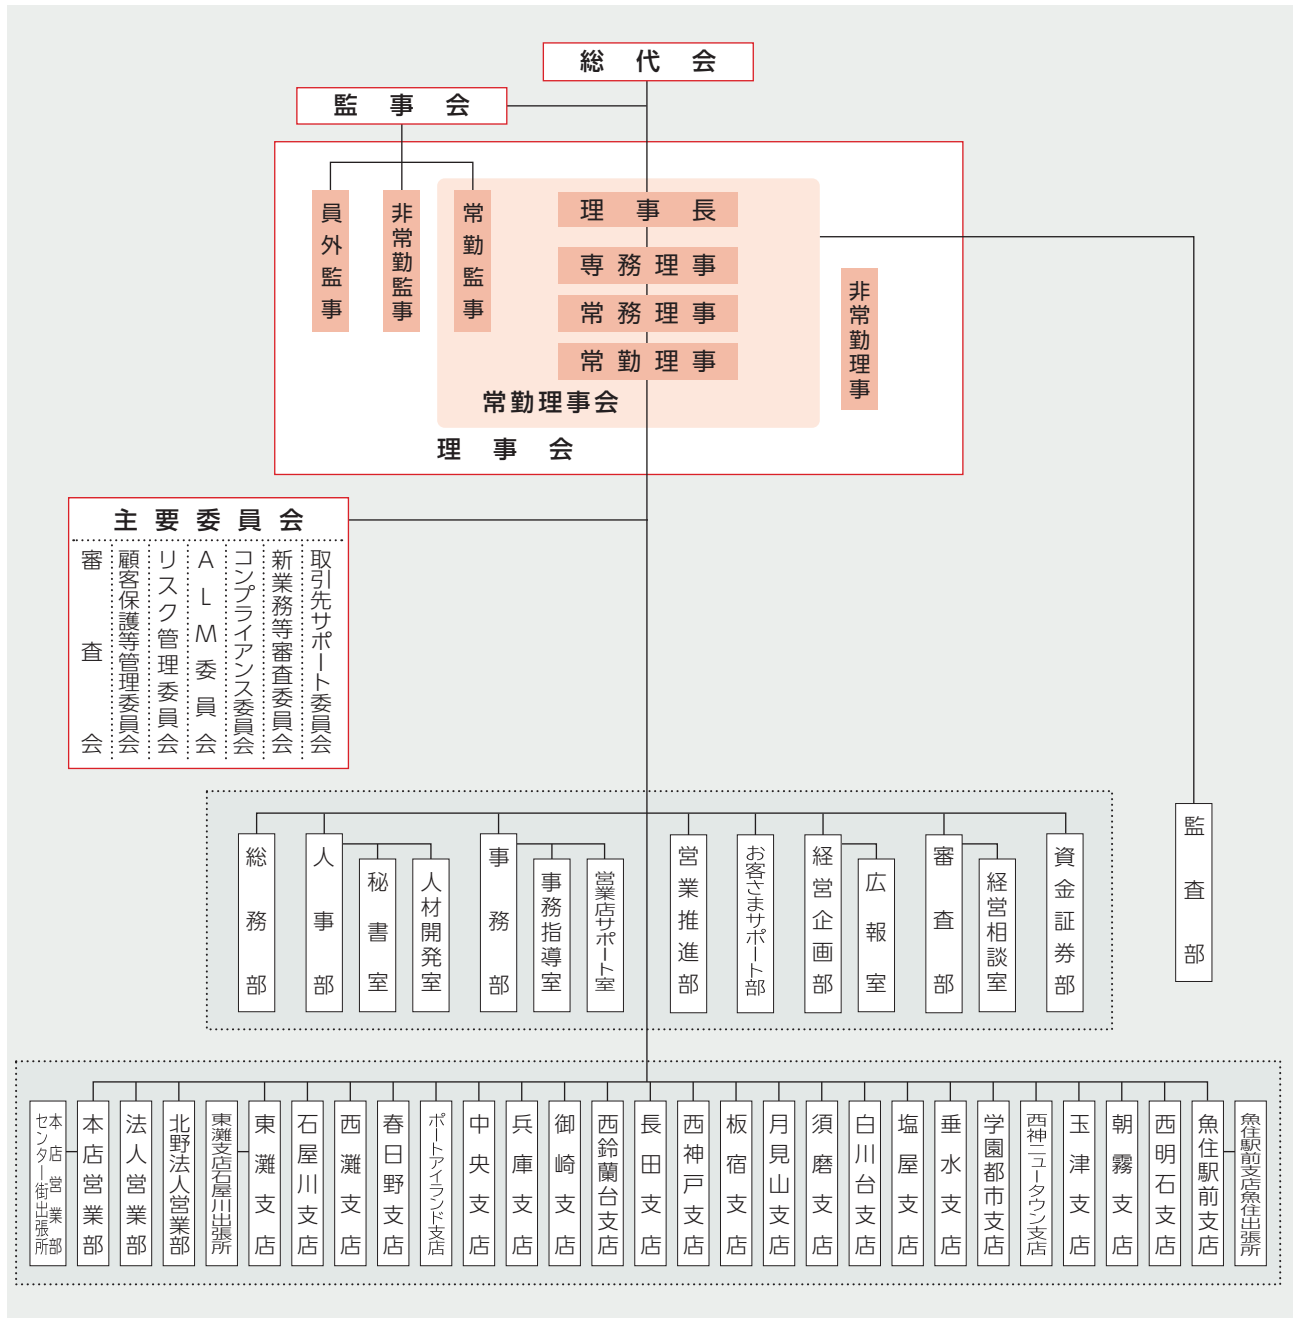 総代会
監事会
員外監事
非常勤監事
常勤監事
理事長
専務理事
常務理事
常勤理事
常勤理事会
非常勤理事
理事会
主要委員会
審査会
顧客保護等管理委員会
リスク管理委員会
ALM委員会
コンプライアンス委員会
新業務等審査委員会
取引先サポート委員会
総務部
人事部
秘書室
人材開発室
事務部
事務指導室
営業店サポート室
営業推進部
お客さまサポート部
経営企画部
広報室
審査部
経営相談室
資金証券部
監査部
本店営業部
センター街出張所
本店営業部
法人営業部
北野法人営業部
東灘支店石屋川出張所
東灘支店
石屋川支店
西灘支店
春日野支店
ポートアイランド支店
中央支店
兵庫支店
御崎支店
西鈴蘭台支店
長田支店
西神戸支店
板宿支店
月見山支店
須磨支店
白川台支店
塩屋支店
垂水支店
学園都市支店
西神ニュータウン支店
玉津支店
朝霧支店
西明石支店
魚住駅前支店
魚住駅前支店魚住出張所